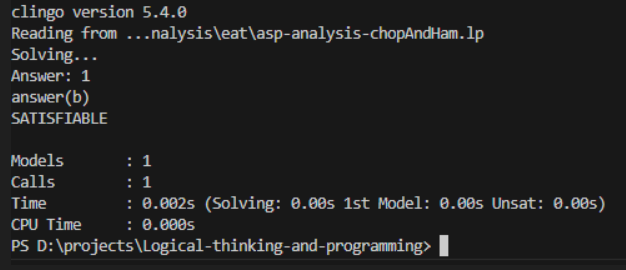 clingo version 5.4.0
Reading from ...nalysis\eat\asp-analysis-chopAndHam.lp
Solving...
Answer: 1
answer(b)
SATISFIABLE
Models       : 1
Calls        : 1
Time         : 0.002s (Solving: 0.00s 1st Model: 0.00s Unsat: 0.00s)
CPU Time     : 0.000s
PS D:\projects\Logical-thinking-and-programming>